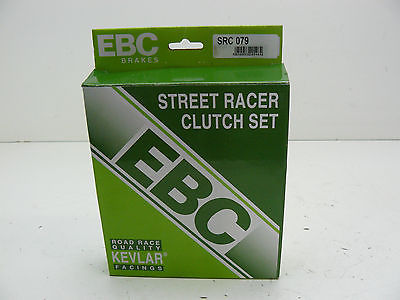 EBC
BRAKES
SRC 079
STREET RACER
CLUTCH SET
EBC
ROAD RACE
QUALITY
KEVLAR®
FACINGS